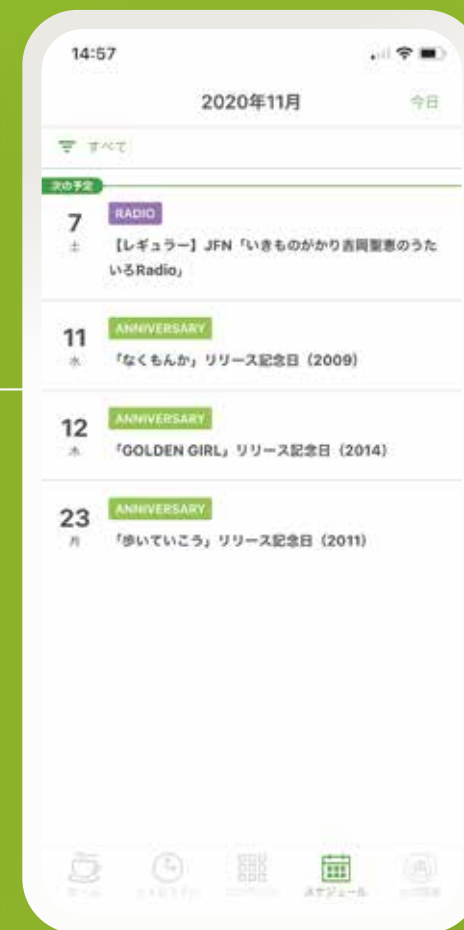 14:57
2020年11月
今日
すべて
次の予定
7
土
RADIO
【レギュラー】JFN「いきものがかり吉岡聖恵のうた
いろRadio」
11
水
ANNIVERSARY
「なくもんか」リリース記念日（2009）
12
木
ANNIVERSARY
「GOLDEN GIRL」リリース記念日（2014）
23
月
ANNIVERSARY
「歩いていこう」リリース記念日（2011）
スケジュール